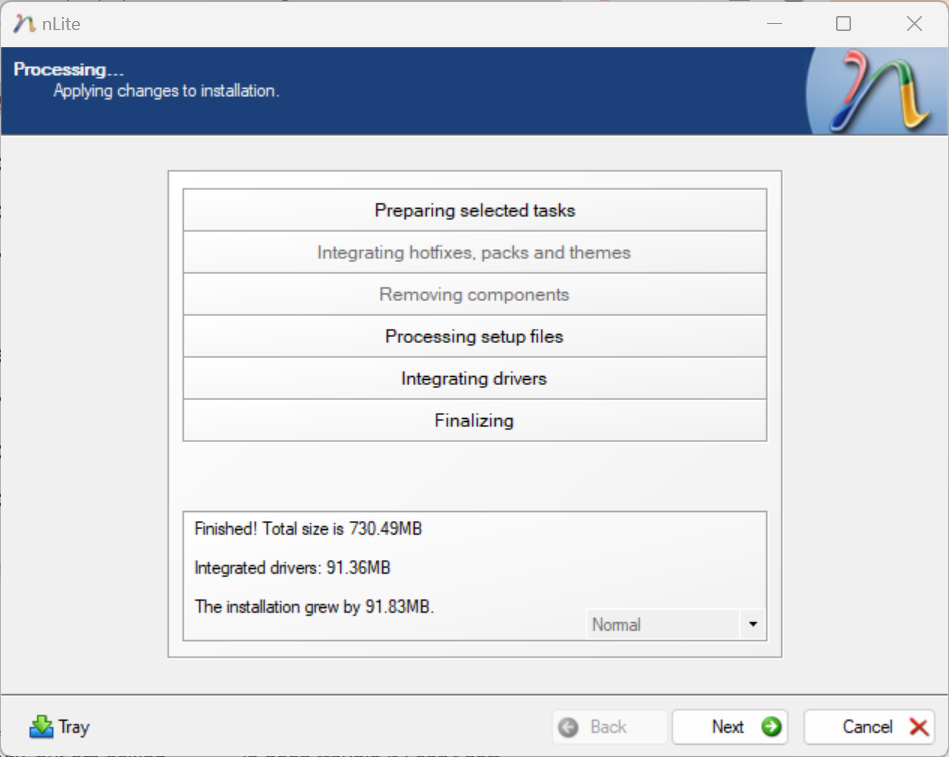 nLite
Processing...
Applying changes to installation.
Preparing selected tasks
Integrating hotfixes, packs and themes
Removing components
Processing setup files
Integrating drivers
Finalizing
Finished! Total size is 730.49MB
Integrated drivers: 91.36MB
The installation grew by 91.83MB.
Normal
Tray
Back
Next
Cancel